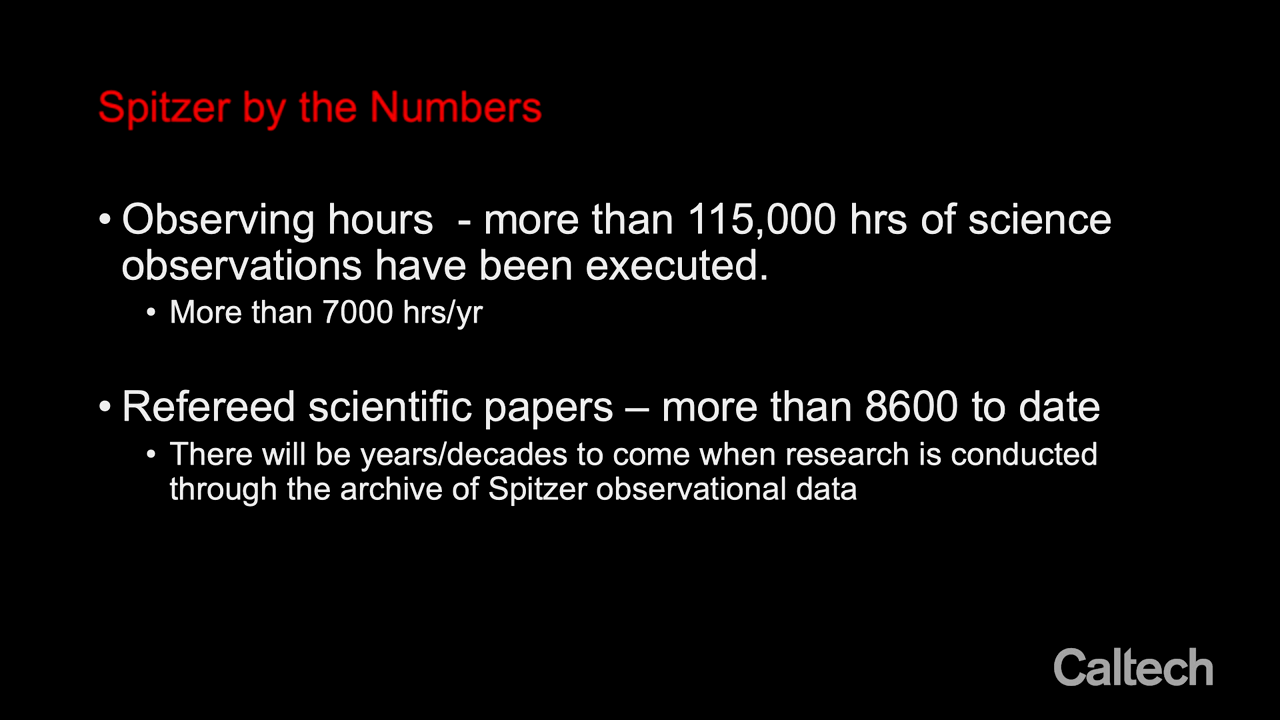 Spitzer by the Numbers
• Observing hours  - more than 115,000 hrs of science
observations have been executed.
• More than 7000 hrs/yr
• Refereed scientific papers – more than 8600 to date
• There will be years/decades to come when research is conducted
through the archive of Spitzer observational data
Caltech